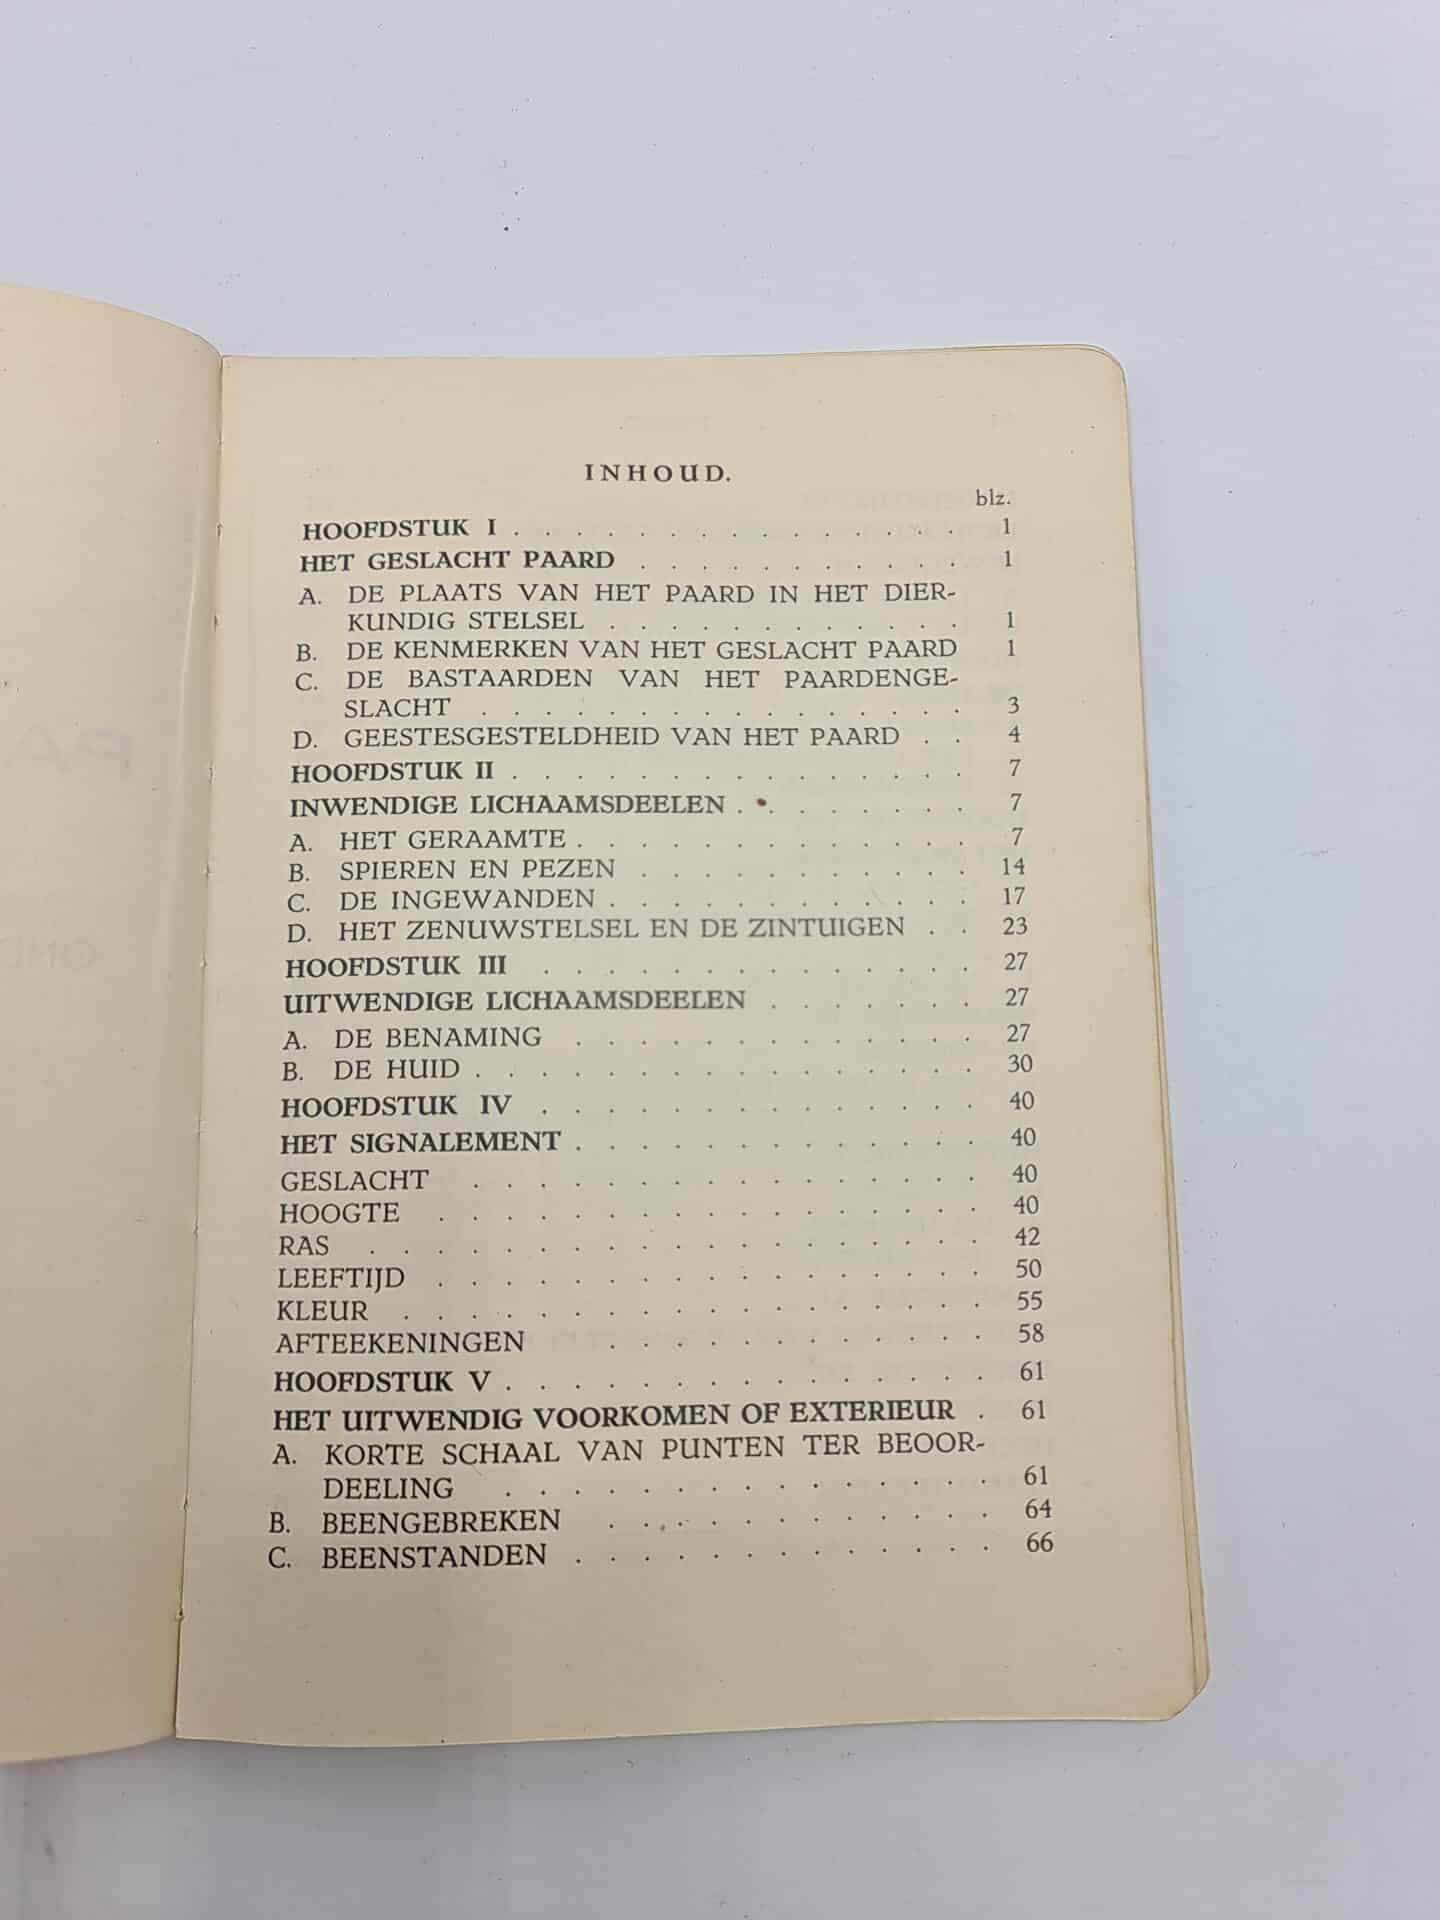 INHOUD.
blz.
HOOFDSTUK I . . . . . . . . . . . . . . 1
HET GESLACHT PAARD . . . . . . . . . . . 1
A. DE PLAATS VAN HET PAARD IN HET DIER-
KUNDIG STELSEL . . . . . . . . . . . . 1
B. DE KENMERKEN VAN HET GESLACHT PAARD 1
C. DE BASTAARDEN VAN HET PAARDENGE-
SLACHT . . . . . . . . . . . . . . . . 3
D. GEESTESGESTELDHEID VAN HET PAARD . . 4
HOOFDSTUK II . . . . . . . . . . . . . . . 7
INWENDIGE LICHAAMSDEELEN . . . . . . . . 7
A. HET GERAAMTE . . . . . . . . . . . . . 7
B. SPIEREN EN PEZEN . . . . . . . . . . . 14
C. DE INGEWANDEN . . . . . . . . . . . . 17
D. HET ZENUWSTELSEL EN DE ZINTUIGEN . . 23
HOOFDSTUK III . . . . . . . . . . . . . . 27
UITWENDIGE LICHAAMSDEELEN . . . . . . . 27
A. DE BENAMING . . . . . . . . . . . . . 27
B. DE HUID . . . . . . . . . . . . . . . . 30
HOOFDSTUK IV . . . . . . . . . . . . . . 40
HET SIGNALEMENT . . . . . . . . . . . . . 40
GESLACHT . . . . . . . . . . . . . . . . 40
HOOGTE . . . . . . . . . . . . . . . . . 40
RAS . . . . . . . . . . . . . . . . . . . 42
LEEFTIJD . . . . . . . . . . . . . . . . . 50
KLEUR . . . . . . . . . . . . . . . . . . 55
AFTEEKENINGEN . . . . . . . . . . . . 58
HOOFDSTUK V . . . . . . . . . . . . . . . 61
HET UITWENDIG VOORKOMEN OF EXTERIEUR . 61
A. KORTE SCHAAL VAN PUNTEN TER BEOOR-
DEELING . . . . . . . . . . . . . . . 61
B. BEENGEBREKEN . . . . . . . . . . . . 64
C. BEENSTANDEN . . . . . . . . . . . . . 66